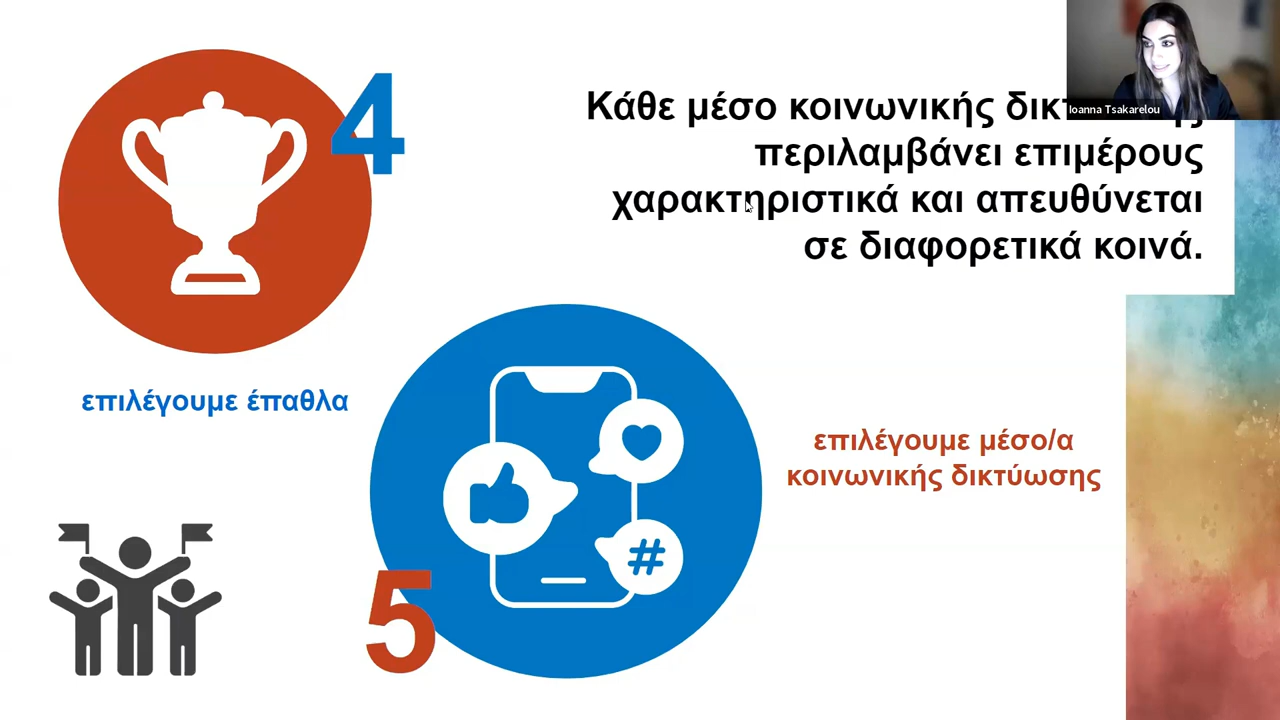 4
Κάθε μέσο κοινωνικής
περιλαμβάνει επιμέρους
χαρακτηριστικά και απευθύνεται
σε διαφορετικά κοινά.
Ioanna Tsakarelou
επιλέγουμε έπαθλα
επιλέγουμε μέσο/α
κοινωνικής δικτύωσης
#
5